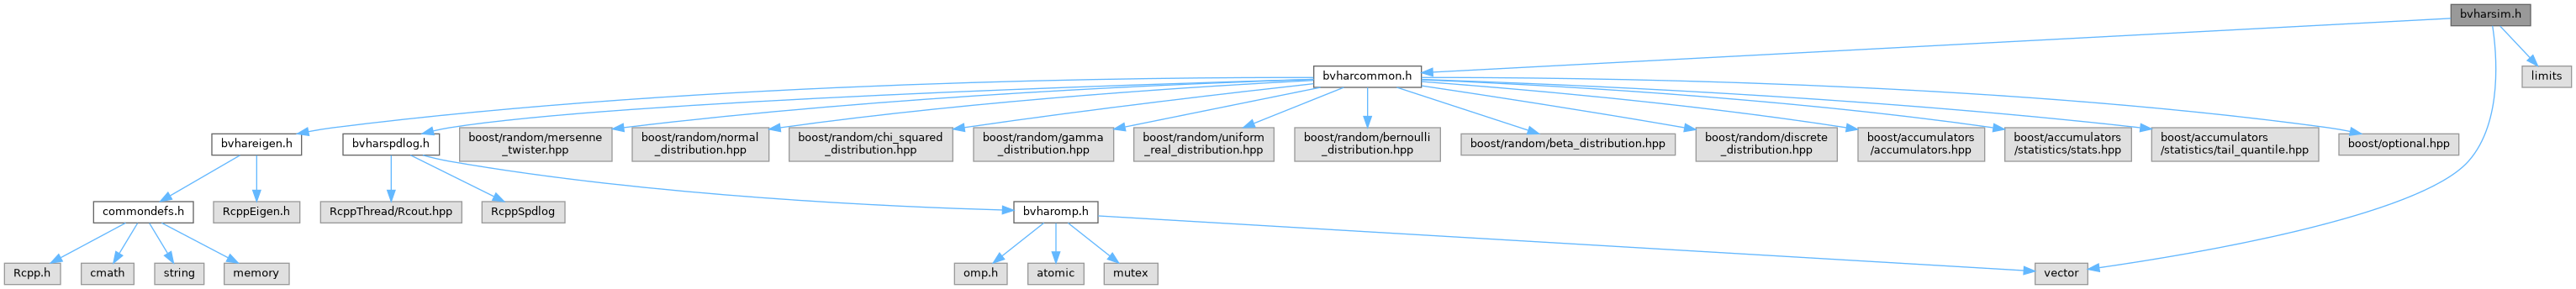 bvharsim.h
bvharcommon.h
limits
bvhareigen.h
bvharspdlog.h
boost/random/mersenne
_twister.hpp
boost/random/normal
_distribution.hpp
boost/random/chi_squared
_distribution.hpp
boost/random/gamma
_distribution.hpp
boost/random/uniform
_real_distribution.hpp
boost/random/bernoulli
_distribution.hpp
boost/random/beta_distribution.hpp
boost/random/discrete
_distribution.hpp
boost/accumulators
/accumulators.hpp
boost/accumulators
/statistics/stats.hpp
boost/accumulators
/statistics/tail_quantile.hpp
boost/optional.hpp
commondefs.h
RcppEigen.h
RcppThread/Rcout.hpp
RcppSpdlog
bvharomp.h
Rcpp.h
cmath
string
memory
omp.h
atomic
mutex
vector